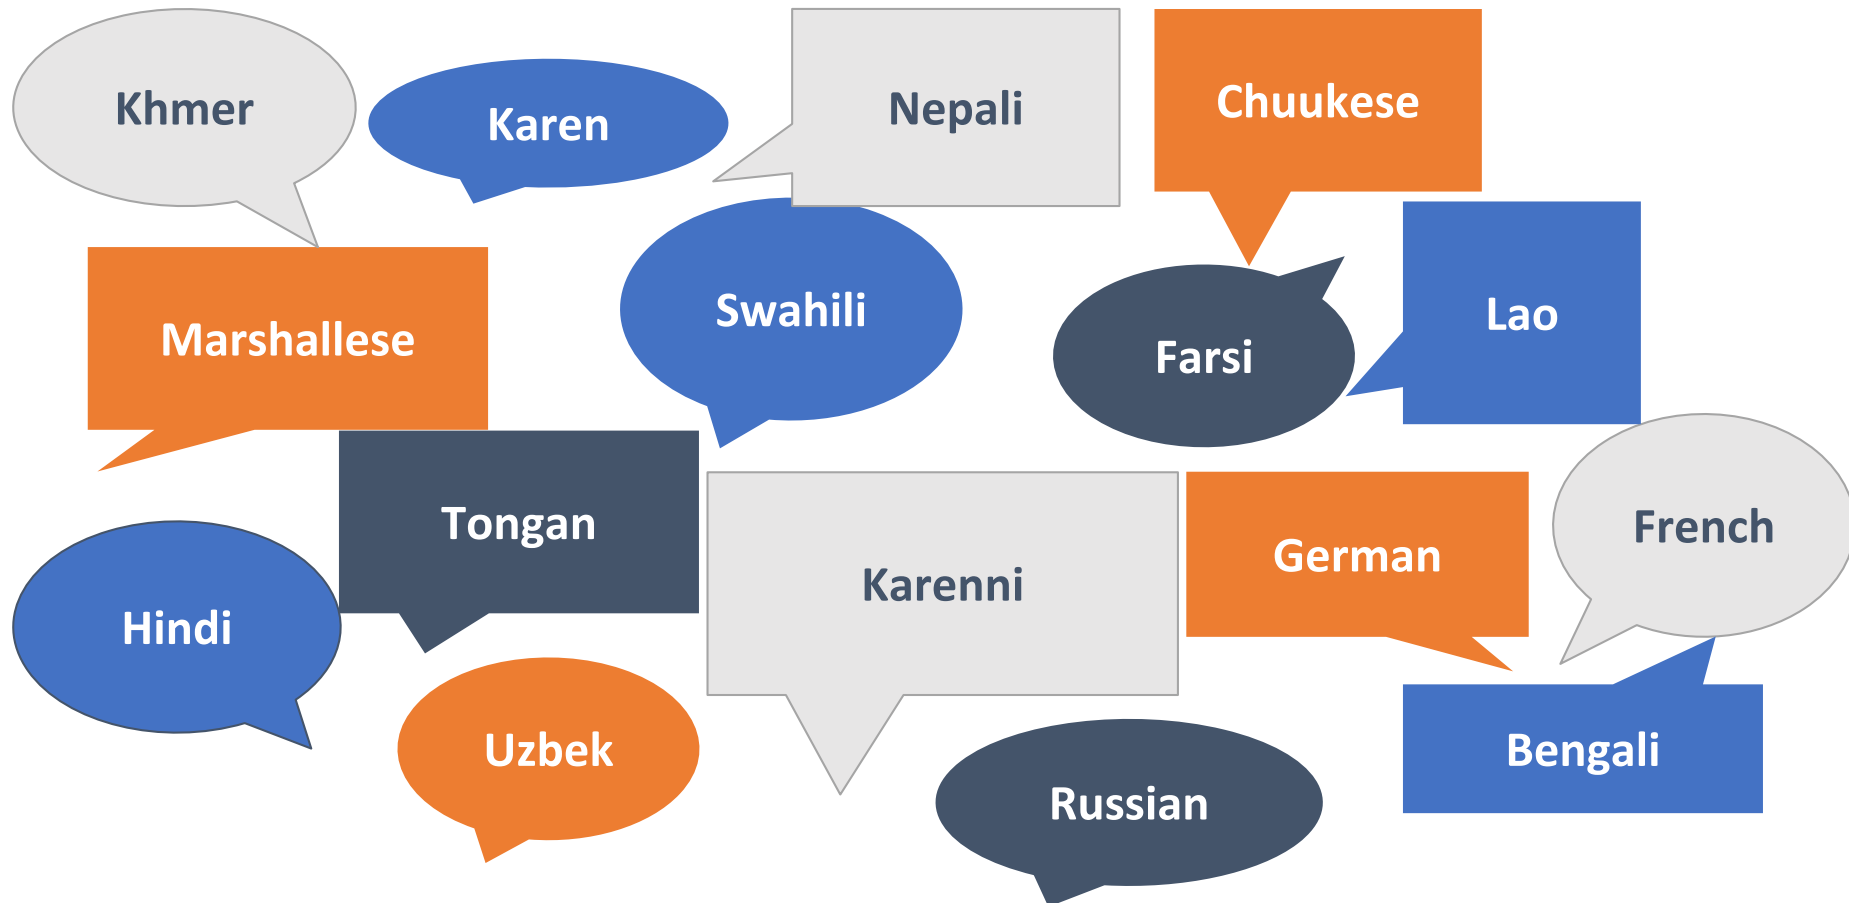 Khmer
Karen
Nepali
Chuukese
Marshallese
Swahili
Farsi
Lao
Tongan
Karenni
German
French
Hindi
Uzbek
Russian
Bengali